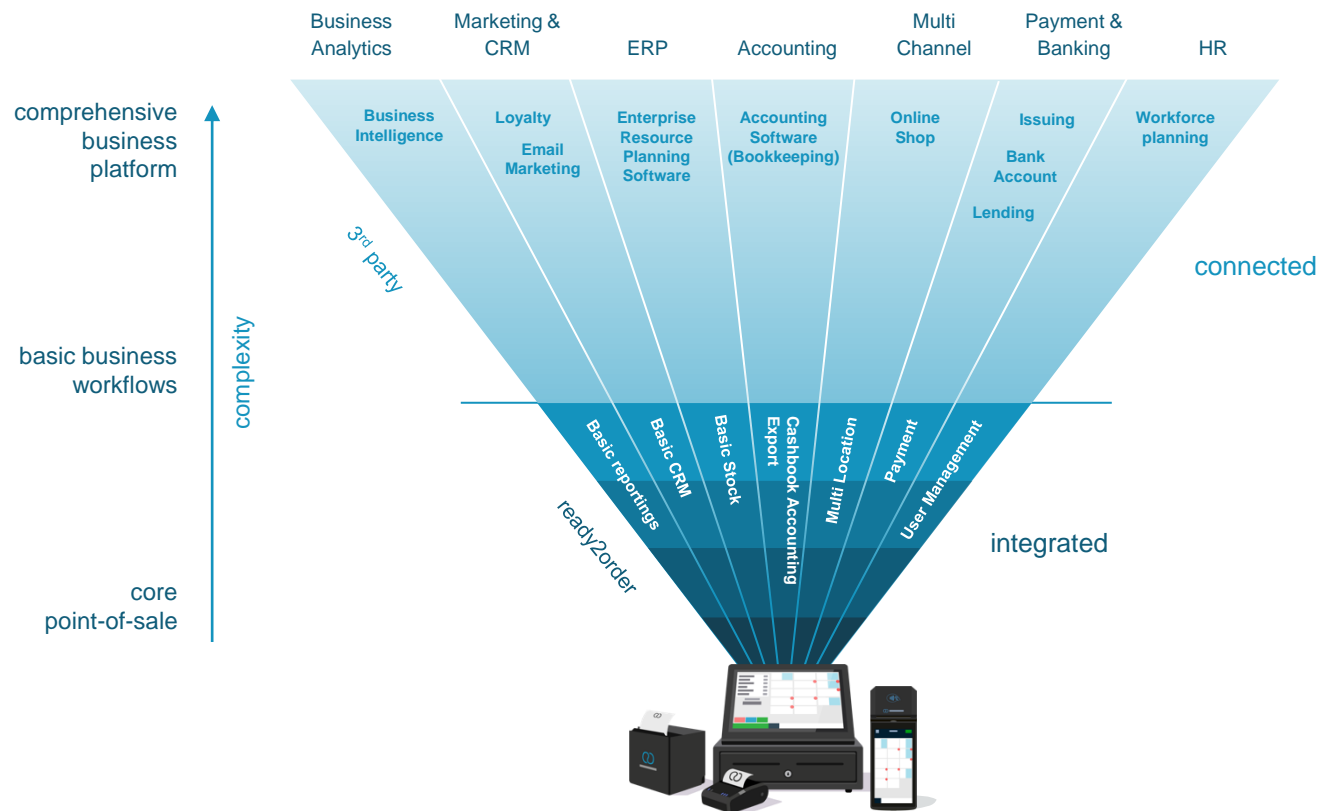 Business
Analytics
Marketing &
CRM
ERP
Accounting
Multi
Channel
Payment &
Banking
HR
comprehensive
business
platform
basic business
workflows
core
point-of-sale
complexity
Business
Intelligence
Loyalty
Email
Marketing
Enterprise
Resource
Planning
Software
Accounting
Software
(Bookkeeping)
Online
Shop
Issuing
Bank
Account
Lending
Workforce
planning
3rd party
connected
Basic reportings
Basic CRM
Basic Stock
Cashbook Accounting
Export
Multi Location
Payment
User Management
ready2order
integrated